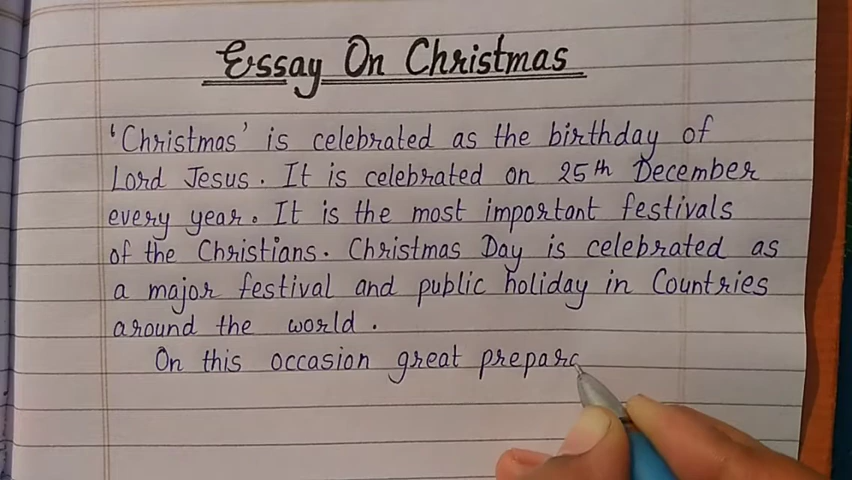 Essay On Christmas
'Christmas' is celebrated as the birthday of
Lord Jesus. It is celebrated on 25th December
every year. It is the most important festivals
of the Christians. Christmas Day is celebrated as
a major festival and public holiday in Countries
around the world.
On this occasion great prepara